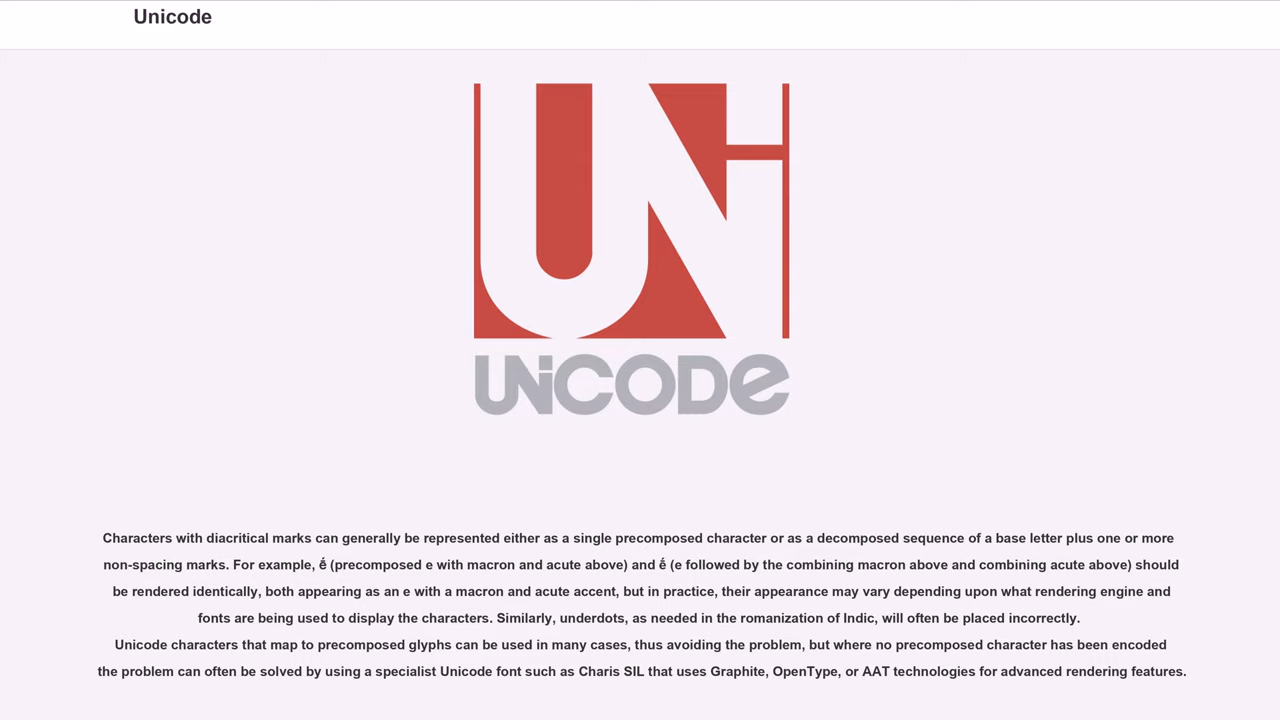 Unicode
UNi
UNiCODe
Characters with diacritical marks can generally be represented either as a single precomposed character or as a decomposed sequence of a base letter plus one or more
non-spacing marks. For example, ḗ (precomposed e with macron and acute above) and ḗ (e followed by the combining macron above and combining acute above) should
be rendered identically, both appearing as an e with a macron and acute accent, but in practice, their appearance may vary depending upon what rendering engine and
fonts are being used to display the characters. Similarly, underdots, as needed in the romanization of Indic, will often be placed incorrectly.
Unicode characters that map to precomposed glyphs can be used in many cases, thus avoiding the problem, but where no precomposed character has been encoded
the problem can often be solved by using a specialist Unicode font such as Charis SIL that uses Graphite, OpenType, or AAT technologies for advanced rendering features.